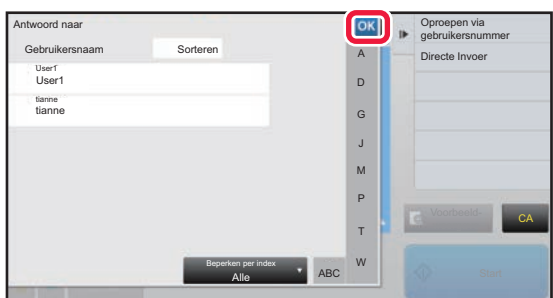 Antwoord naar
OK
Gebruikersnaam
Sorteren
User1
User1
tianne
tianne
A
D
G
J
M
P
T
W
Beperken per index
Alle
ABC
Oproepen via
gebruikersnummer
Directe Invoer
Voorbeeld-
CA
Start